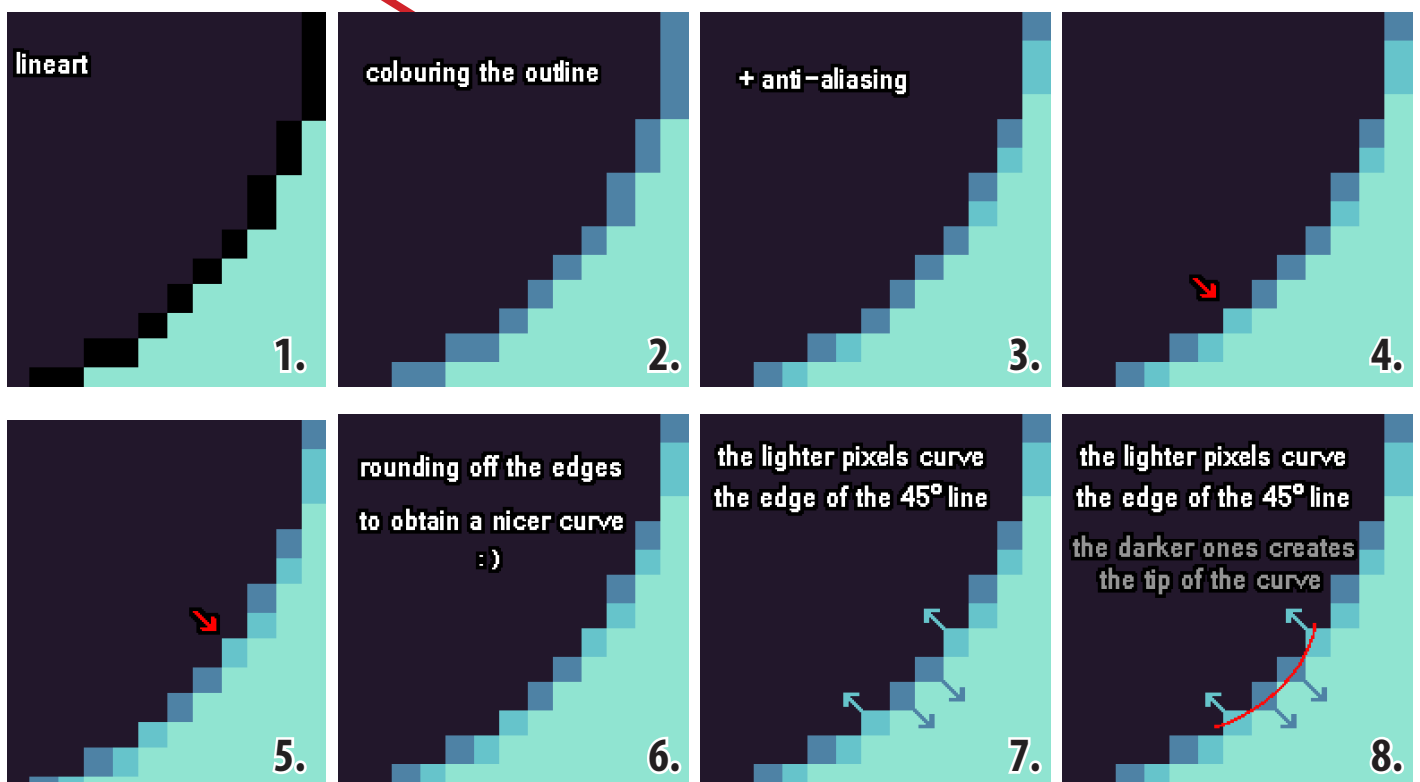 lineart
1.
colouring the outline
2.
+ anti-aliasing
3.
4.
5.
rounding off the edges
to obtain a nicer curve
:)
6.
the lighter pixels curve
the edge of the 45° line
7.
the lighter pixels curve
the edge of the 45° line
the darker ones creates
the tip of the curve
8.